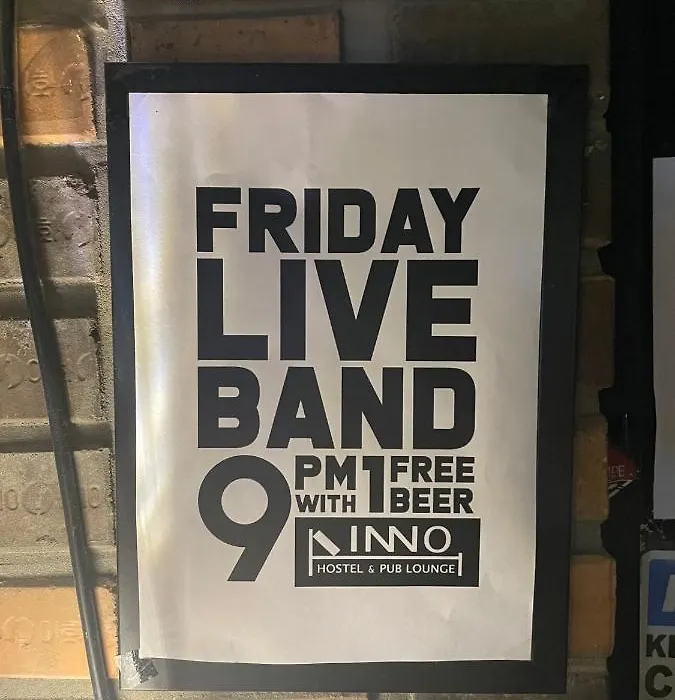 FRIDAY
LIVE
BAND
9 PM WITH 1 FREE BEER
INNO
HOSTEL & PUB LOUNGE